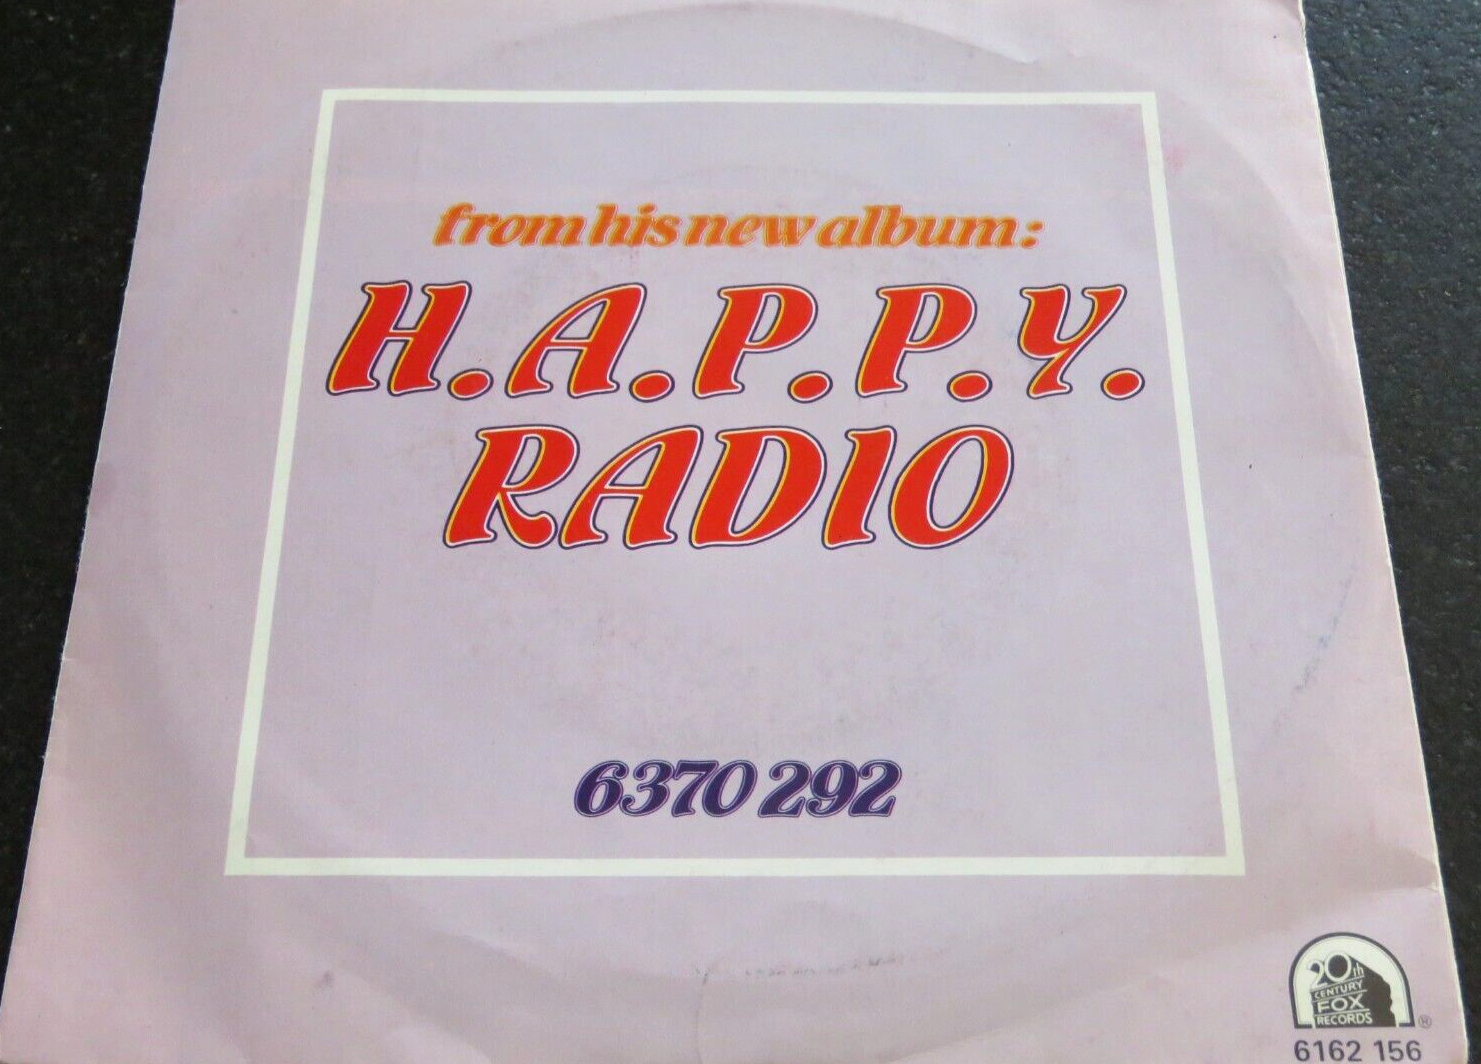 from his new album:
H.A.P.P.Y.
RADIO
6370 292
20th
CENTURY
FOX
RECORDS
®
6162 156